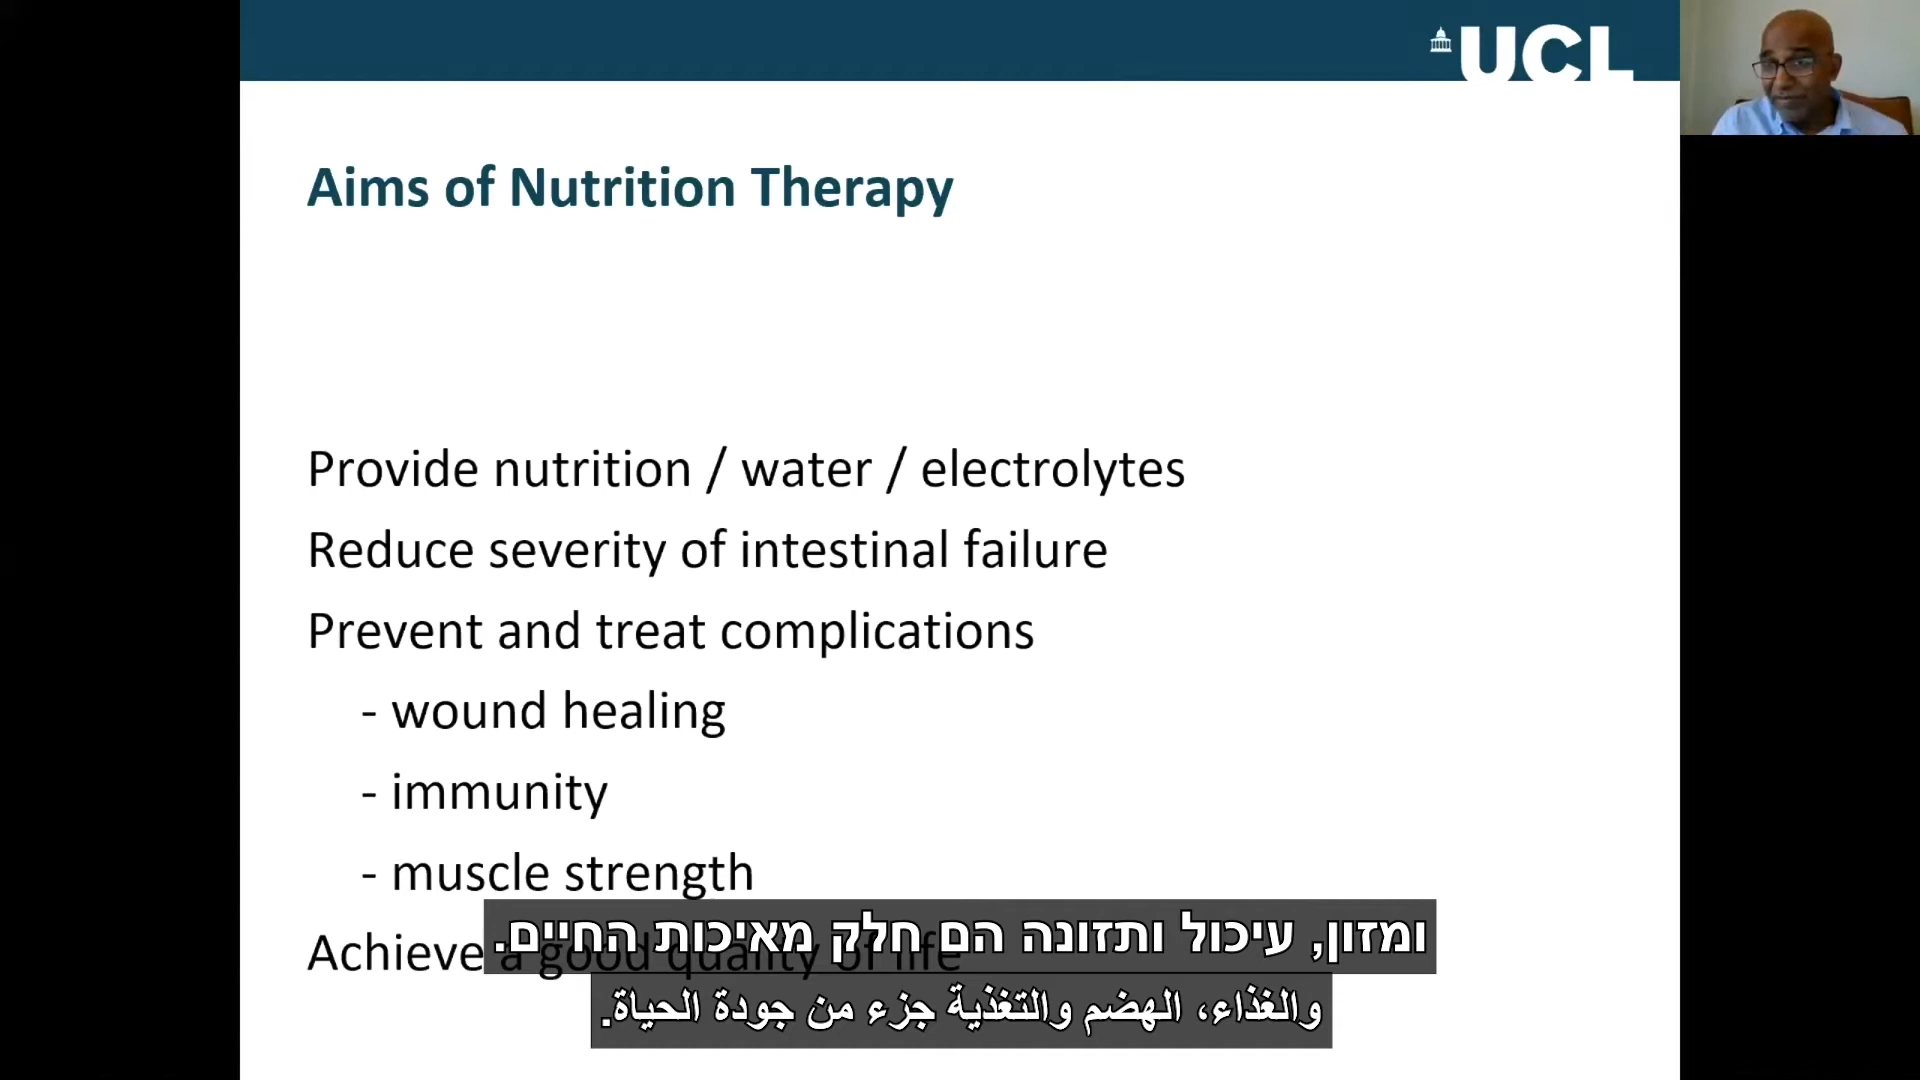 UCL
Aims of Nutrition Therapy
Provide nutrition / water / electrolytes
Reduce severity of intestinal failure
Prevent and treat complications
- wound healing
- immunity
- muscle strength
Achieve a good quality of life
ומזון, עיכול ותזונה הם חלק מאיכות החיים.
والغذاء، الهضم والتغذية جزء من جودة الحياة.